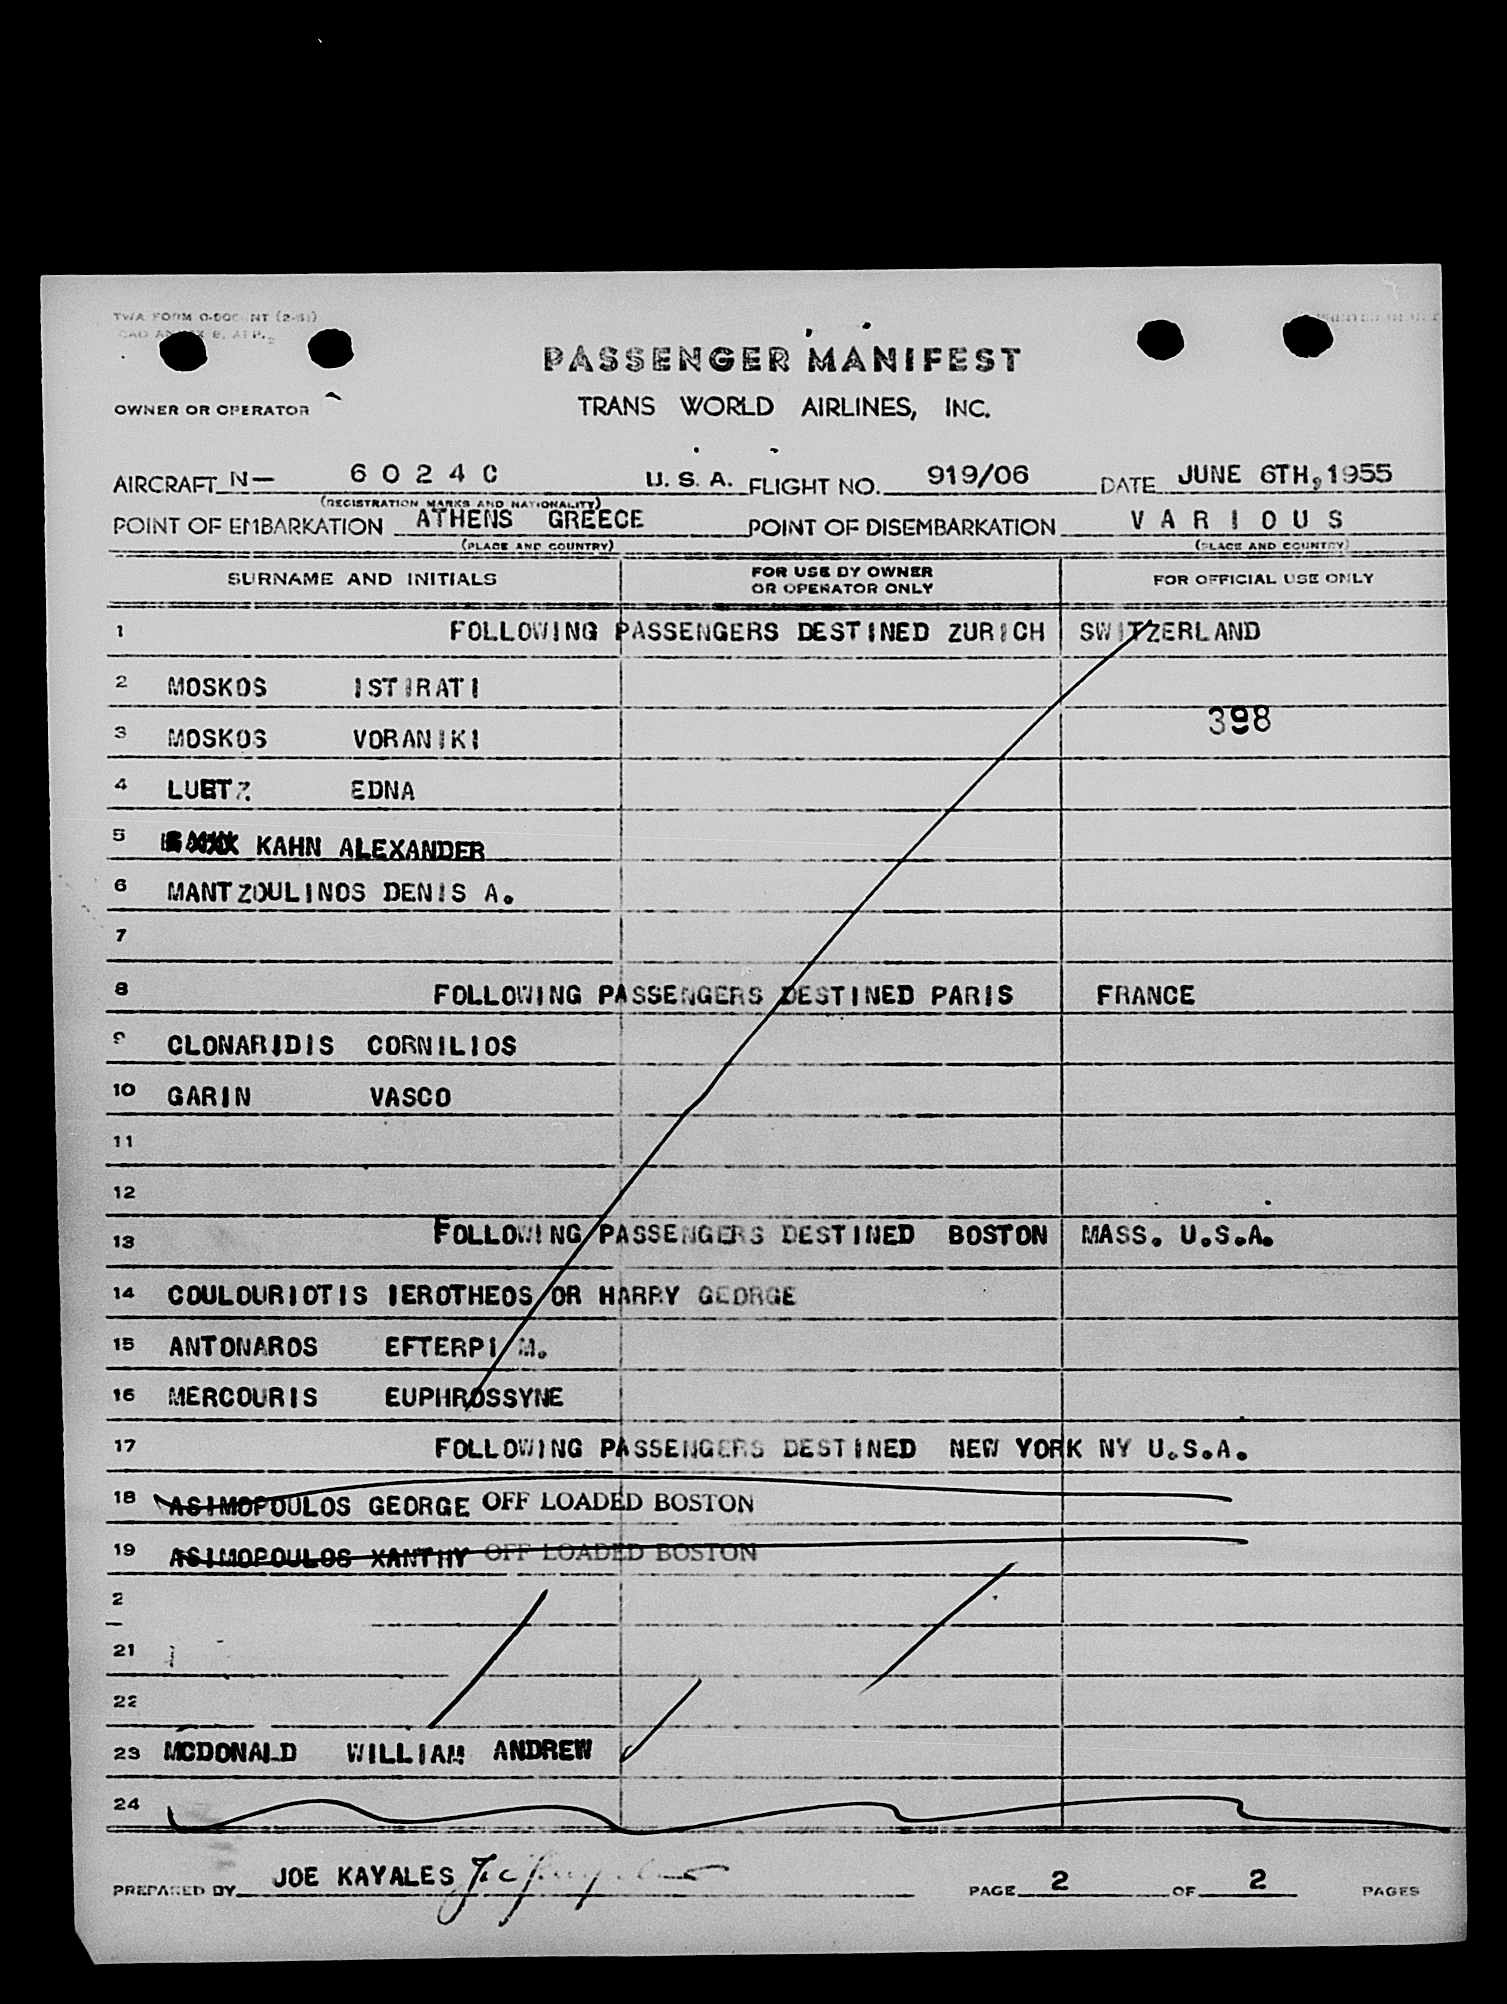 TWA FORM
PASSENGER MANIFEST
OWNER OR OPERATOR
TRANS WORLD AIRLINES, INC.
AIRCRAFT N— 6 0 2 4 C U. S. A. FLIGHT NO. 919/06 DATE JUNE 6TH, 1955
(REGISTRATION MARKS AND NATIONALITY)
POINT OF EMBARKATION ATHENS GREECE POINT OF DISEMBARKATION V A R I O U S
(PLACE AND COUNTRY) (PLACE AND COUNTRY)
SURNAME AND INITIALS FOR USE BY OWNER OR OPERATOR ONLY FOR OFFICIAL USE ONLY
1 FOLLOWING PASSENGERS DESTINED ZURICH SWITZERLAND
2 MOSKOS ISTIRATI
398
3 MOSKOS VORANIKI
4 LUETZ EDNA
5 KAHN ALEXANDER
6 MANTZOULINOS DENIS A.
7
8 FOLLOWING PASSENGERS DESTINED PARIS FRANCE
9 CLONARIDIS CORNILIOS
10 GARIN VASCO
11
12
13 FOLLOWING PASSENGERS DESTINED BOSTON MASS. U.S.A.
14 COULOURIOTIS IEROTHEOS OR HARRY GEORGE
15 ANTONAROS EFTERPI M.
16 MERCOURIS EUPHROSSYNE
17 FOLLOWING PASSENGERS DESTINED NEW YORK NY U.S.A.
18 ASIMOPOULOS GEORGE OFF LOADED BOSTON
19 ASIMOPOULOS XANTHY OFF LOADED BOSTON
2
21
22
23 MCDONALD WILLIAM ANDREW
24
PREPARED BY JOE KAYALES PAGE 2 OF 2 PAGES